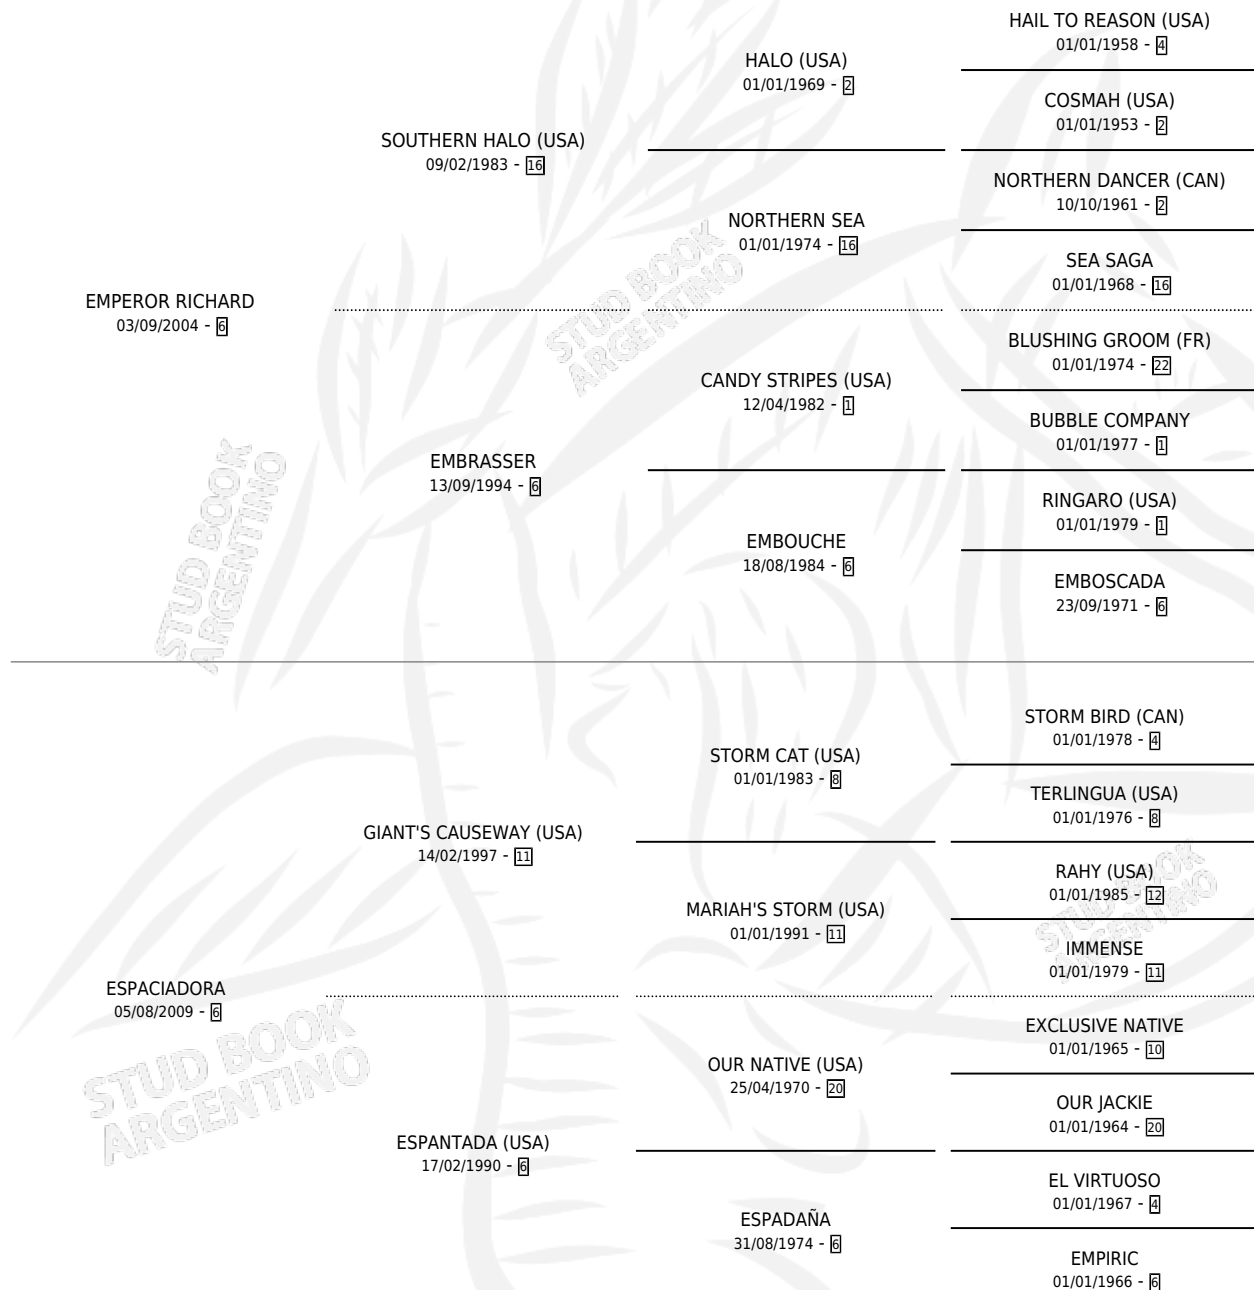 HAIL TO REASON (USA)
01/01/1958 - 4
HALO (USA)
01/01/1969 - 2
COSMAH (USA)
01/01/1953 - 2
SOUTHERN HALO (USA)
09/02/1983 - 16
NORTHERN DANCER (CAN)
10/10/1961 - 2
NORTHERN SEA
01/01/1974 - 16
SEA SAGA
01/01/1968 - 16
EMPEROR RICHARD
03/09/2004 - 6
BLUSHING GROOM (FR)
01/01/1974 - 22
CANDY STRIPES (USA)
12/04/1982 - 1
BUBBLE COMPANY
01/01/1977 - 1
EMBRASSER
13/09/1994 - 6
RINGARO (USA)
01/01/1979 - 1
EMBOUCHE
18/08/1984 - 6
EMBOSCADA
23/09/1971 - 6
STORM BIRD (CAN)
01/01/1978 - 4
STORM CAT (USA)
01/01/1983 - 8
TERLINGUA (USA)
01/01/1976 - 8
GIANT'S CAUSEWAY (USA)
14/02/1997 - 11
RAHY (USA)
01/01/1985 - 12
MARIAH'S STORM (USA)
01/01/1991 - 11
IMMENSE
01/01/1979 - 11
ESPACIADORA
05/08/2009 - 6
EXCLUSIVE NATIVE
01/01/1965 - 10
OUR NATIVE (USA)
25/04/1970 - 20
OUR JACKIE
01/01/1964 - 20
ESPANTADA (USA)
17/02/1990 - 6
EL VIRTUOSO
01/01/1967 - 4
ESPADAÑA
31/08/1974 - 6
EMPIRIC
01/01/1966 - 6
STUD BOOK
ARGENTINO
STUD BOOK
ARGENTINO
STUD BOOK
ARGENTINO
STUD BOOK
ARGENTINO